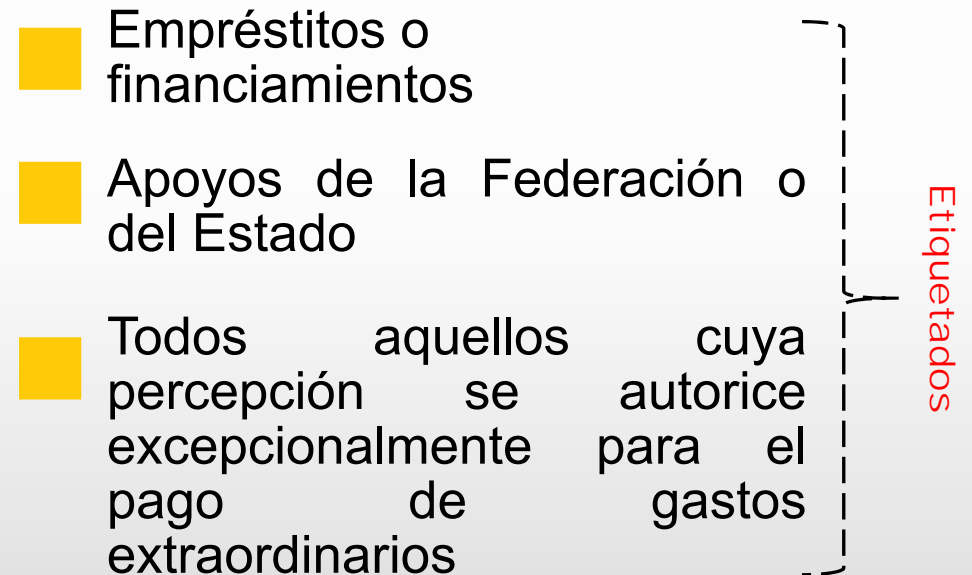 Empréstitos o
financiamientos
Apoyos de la Federación o
del Estado
Todos aquellos cuya
percepción se autorice
excepcionalmente para el
pago de gastos
extraordinarios
Etiquetados